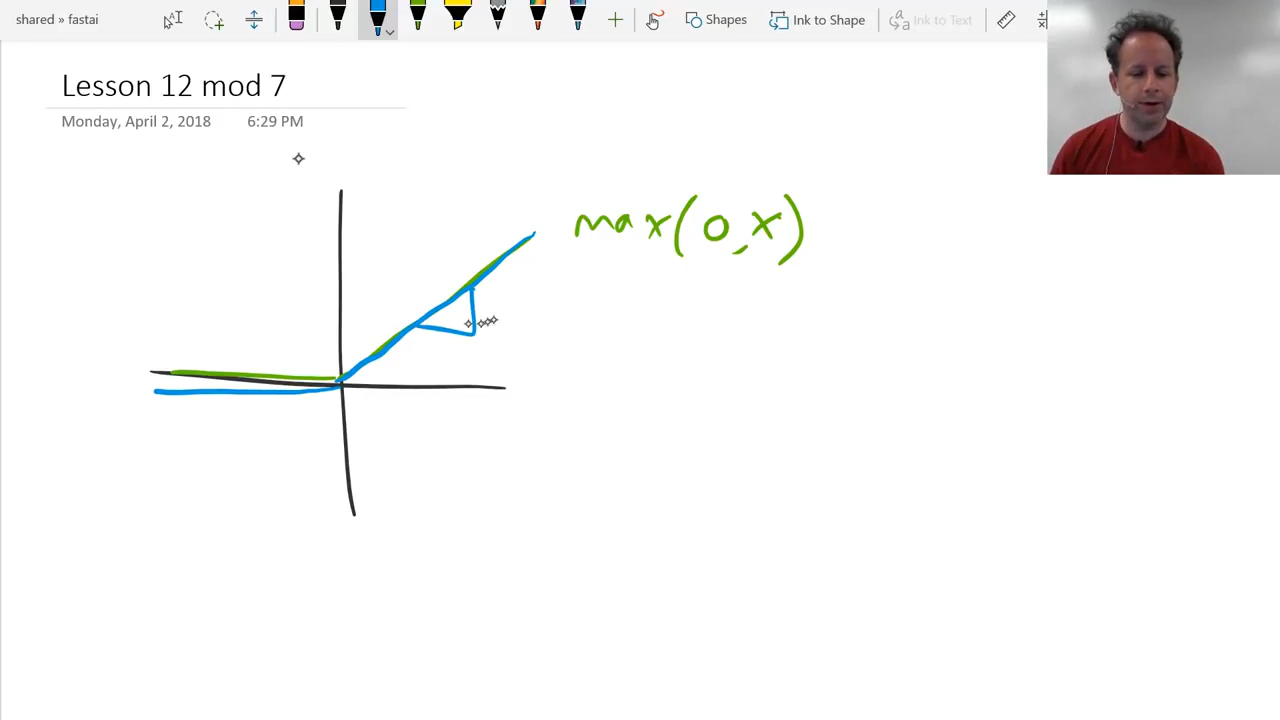 shared » fastai
Shapes
Ink to Shape
Ink to Text
Lesson 12 mod 7
Monday, April 2, 2018 6:29 PM
max(0,x)